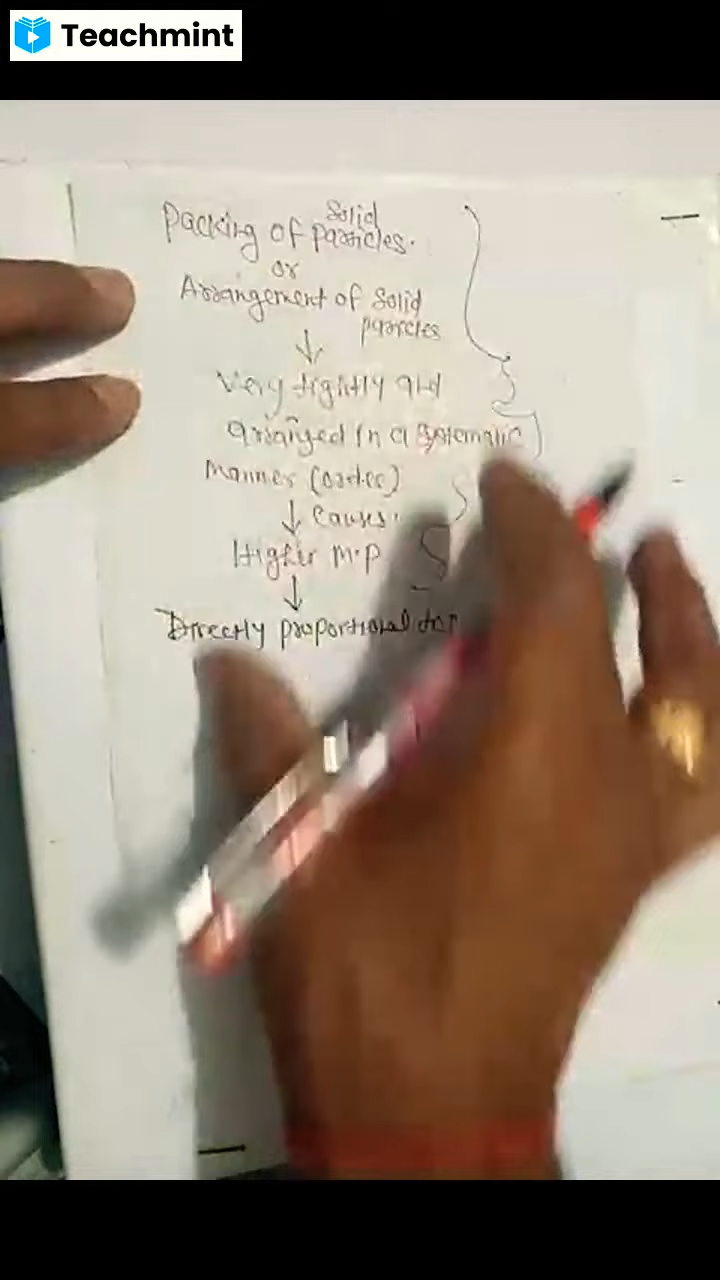 Teachmint
Solid
Packing of particles.
or
Arrangement of solid
particles
Very tightly and
arranged in a systematic
Manner (order)
causes.
Higher M.P
Directly proportional